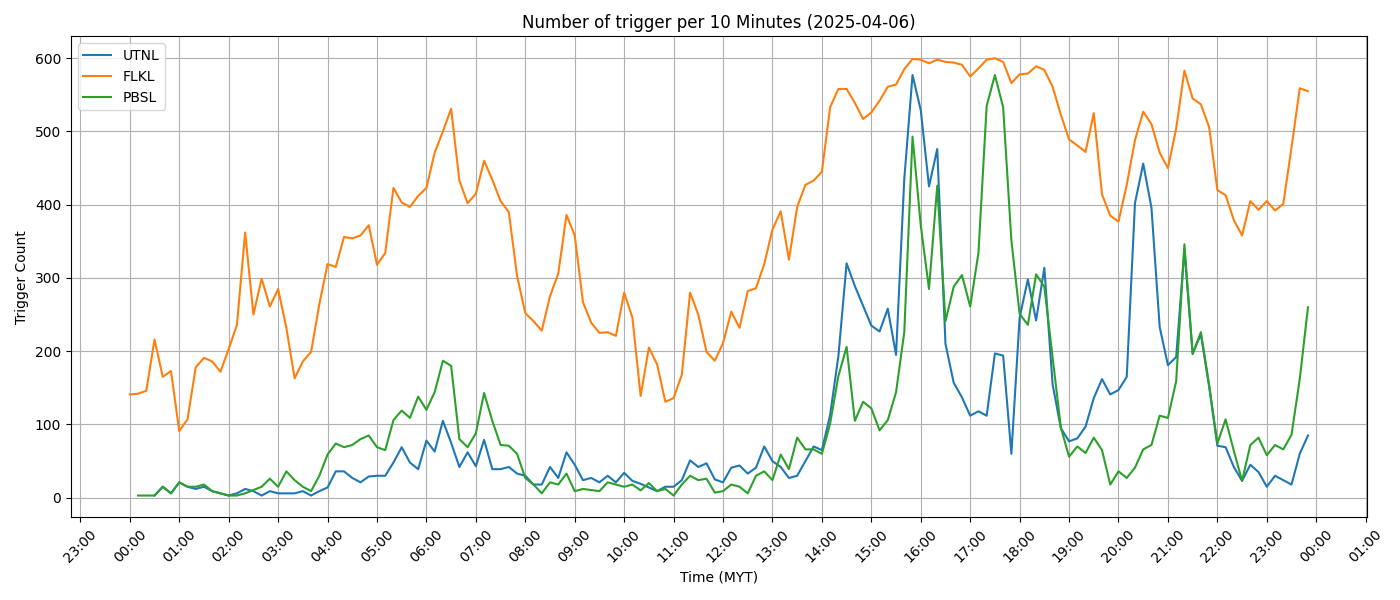 Number of trigger per 10 Minutes (2025-04-06)
UTNL
FLKL
PBSL
600
500
400
300
200
100
0
Trigger Count
23:00 00:00 01:00 02:00 03:00 04:00 05:00 06:00 07:00 08:00 09:00 10:00 11:00 12:00 13:00 14:00 15:00 16:00 17:00 18:00 19:00 20:00 21:00 22:00 23:00 00:00 01:00
Time (MYT)